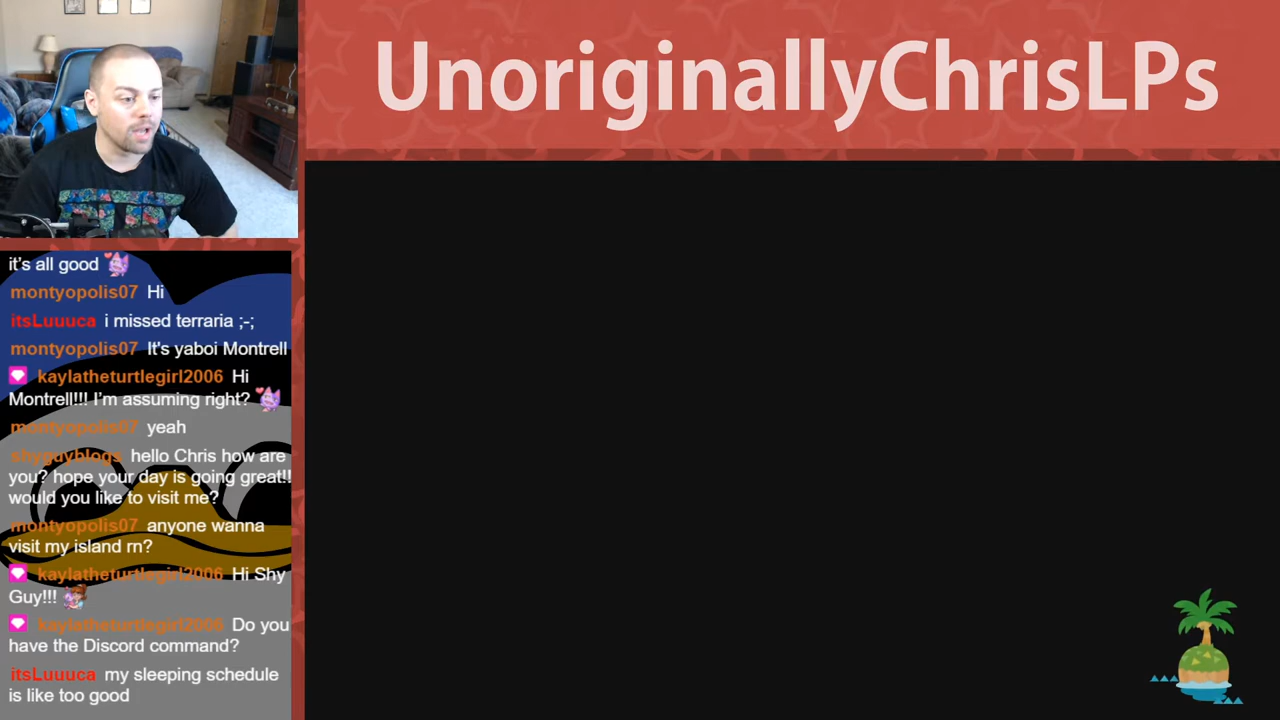 UnoriginallyChrisLPs
it's all good
montyopolis07 Hi
itsLuuuca i missed terraria ;-;
montyopolis07 It's yaboi Montrell
kaylatheturtlegirl2006 Hi
Montrell!!! I'm assuming right?
montyopolis07 yeah
shyguyblogs hello Chris how are
you? hope your day is going great!!
would you like to visit me?
montyopolis07 anyone wanna
visit my island rn?
kaylatheturtlegirl2006 Hi Shy
Guy!!!
kaylatheturtlegirl2006 Do you
have the Discord command?
itsLuuuca my sleeping schedule
is like too good